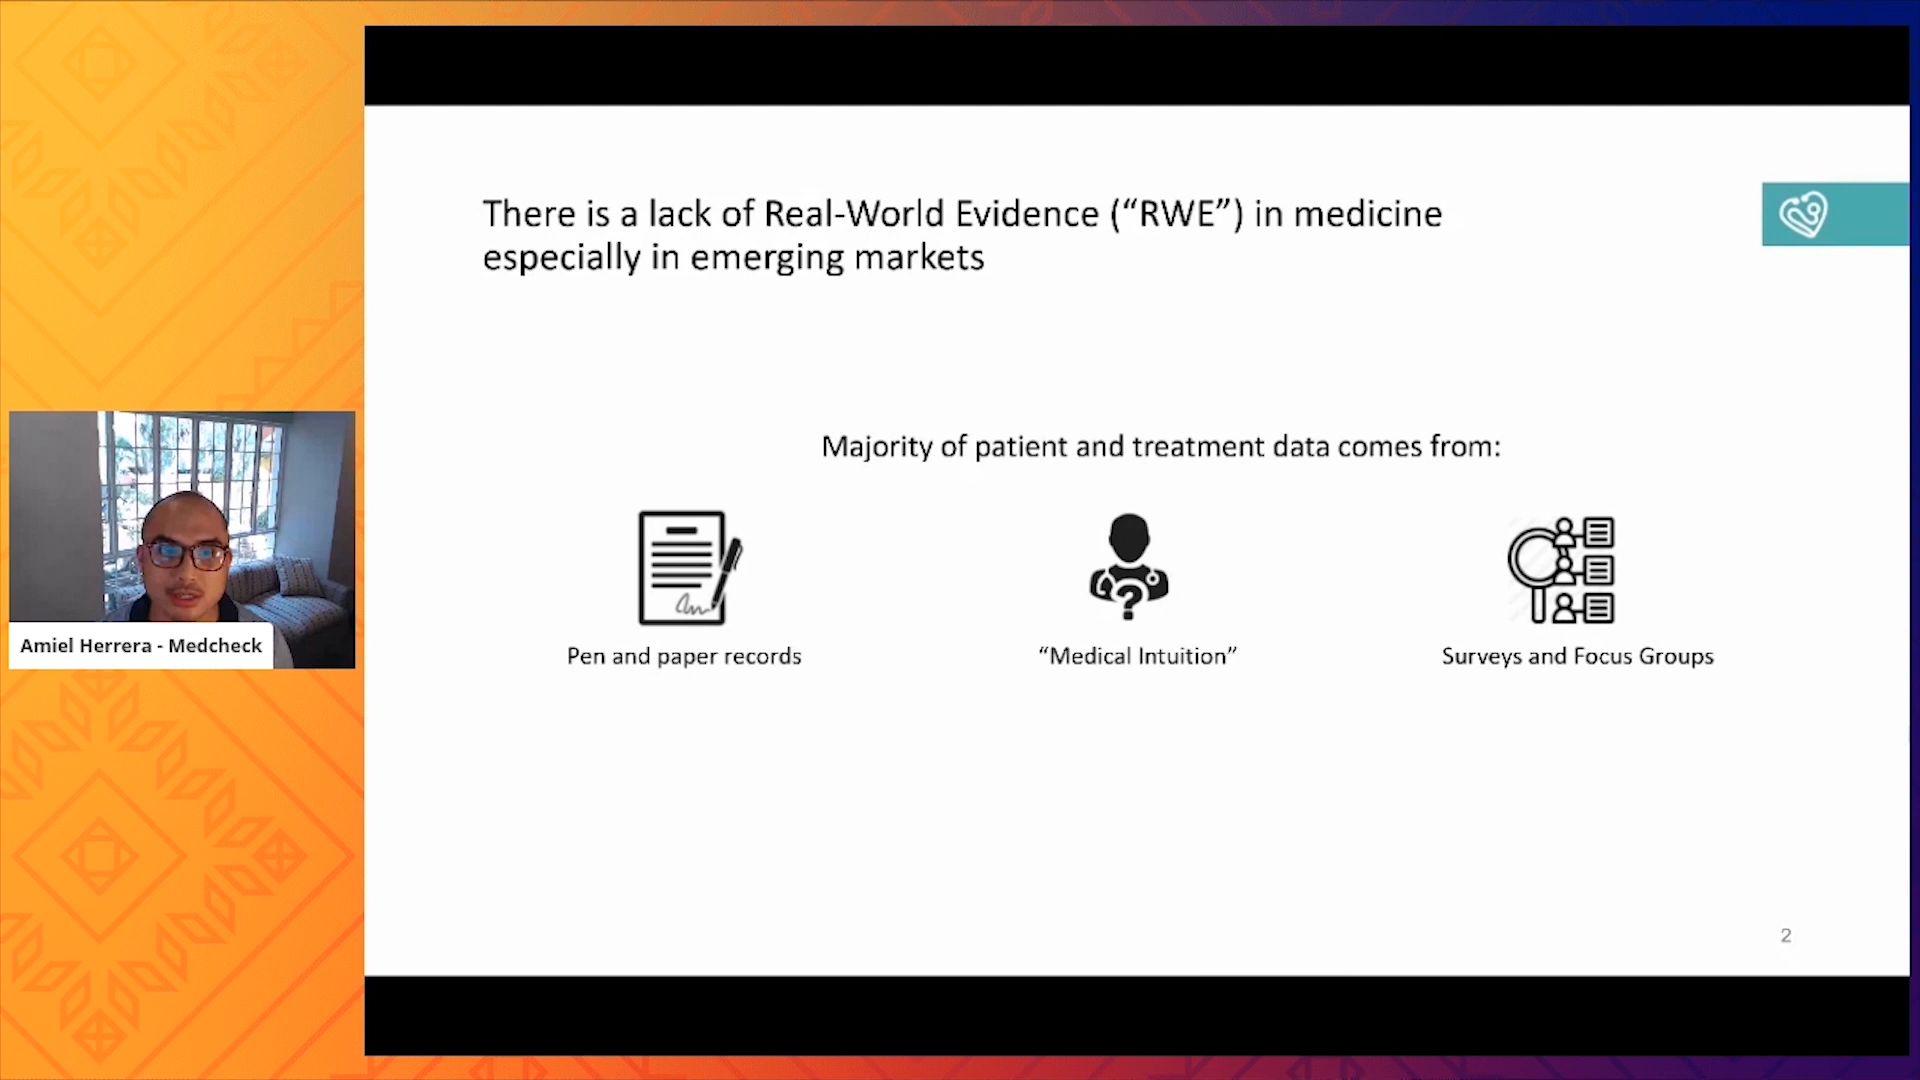 There is a lack of Real-World Evidence (“RWE”) in medicine
especially in emerging markets
Majority of patient and treatment data comes from:
Pen and paper records
“Medical Intuition”
Surveys and Focus Groups
Amiel Herrera - Medcheck
2